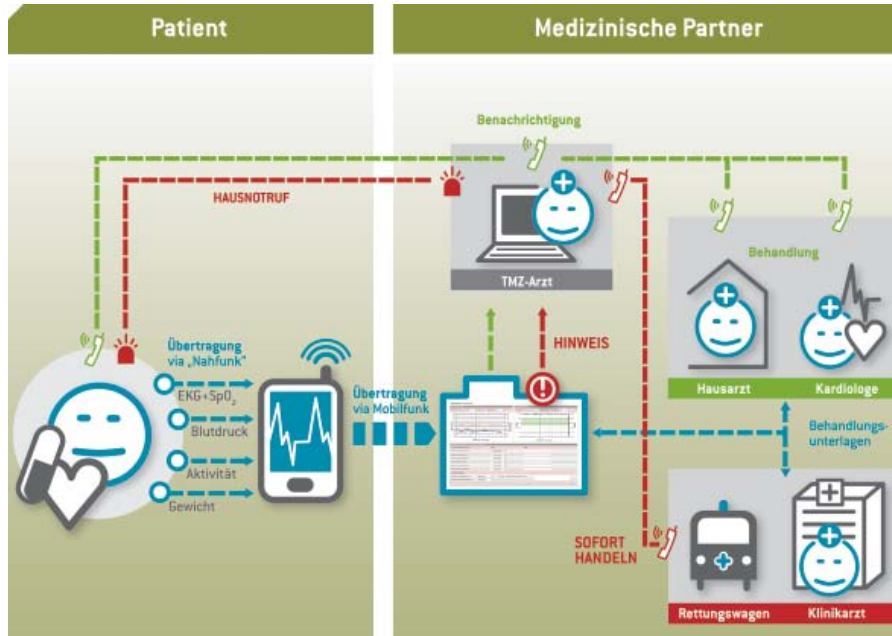 Patient
Medizinische Partner
Benachrichtigung
HAUSNOTRUF
TMZ-Arzt
Behandlung
Hausarzt
Kardiologe
HINWEIS
Übertragung
via „Nahfunk“
EKG+SpO₂
Blutdruck
Aktivität
Gewicht
Übertragung
via Mobilfunk
Behandlungs-
unterlagen
SOFORT
HANDELN
Rettungswagen
Klinikarzt